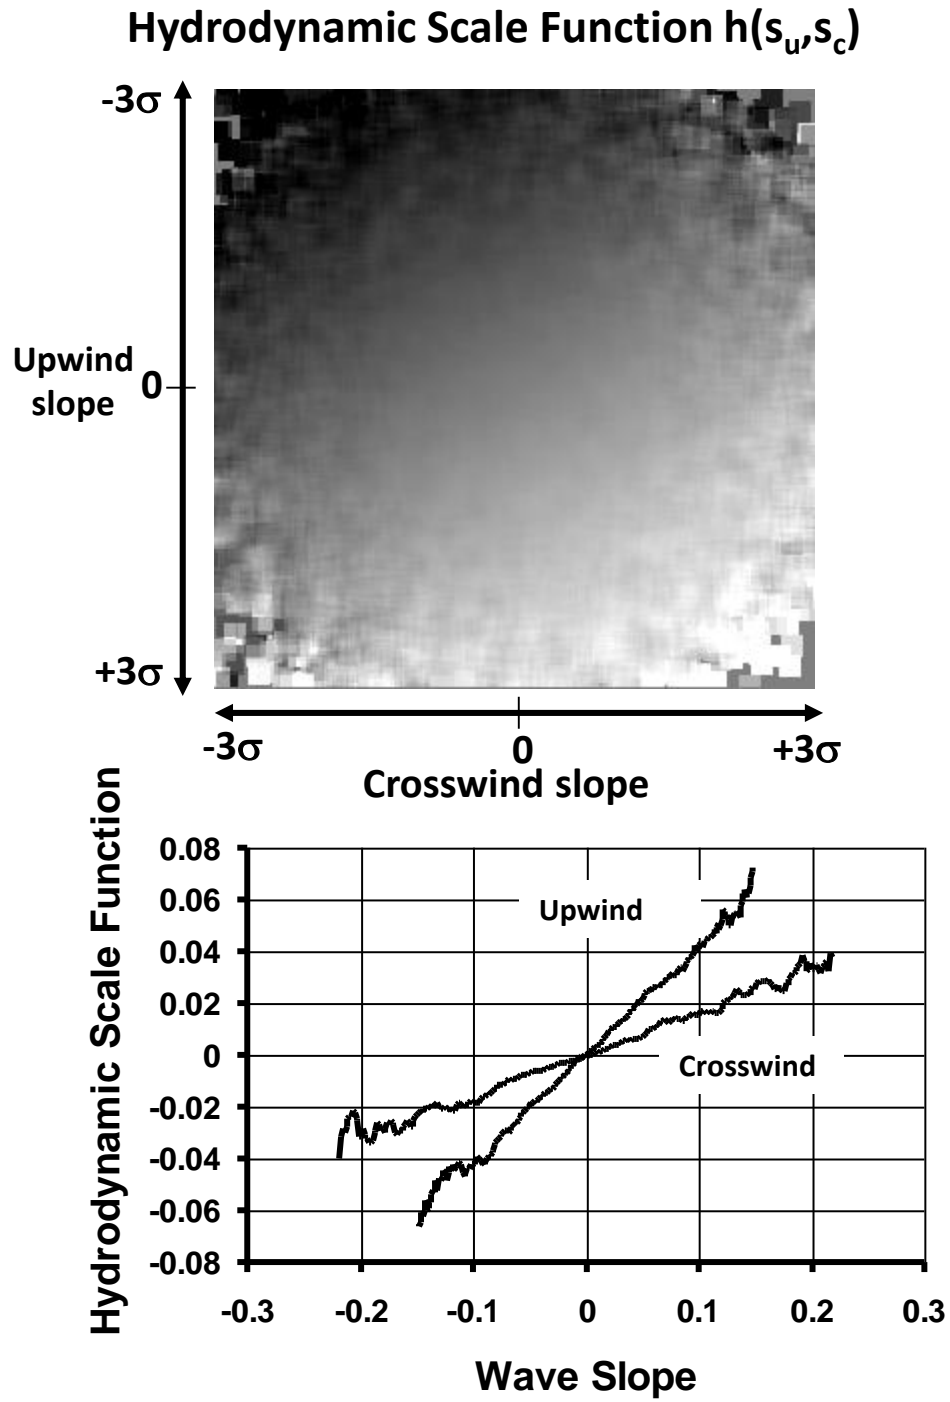 Hydrodynamic Scale Function h(su,sc)
-3σ
Upwind
slope
0
+3σ
-3σ
0
+3σ
Crosswind slope
Hydrodynamic Scale Function
0.08
0.06
0.04
0.02
0
-0.02
-0.04
-0.06
-0.08
Upwind
Crosswind
-0.3
-0.2
-0.1
0
0.1
0.2
0.3
Wave Slope